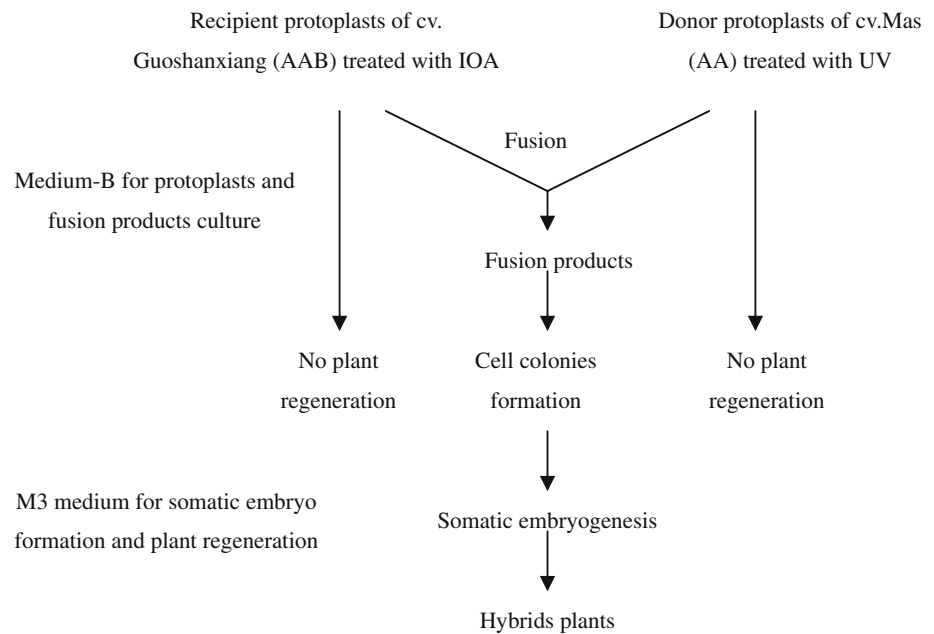 Recipient protoplasts of cv.
Guoshanxiang (AAB) treated with IOA
Donor protoplasts of cv.Mas
(AA) treated with UV
Fusion
Medium-B for protoplasts and
fusion products culture
Fusion products
No plant
regeneration
Cell colonies
formation
No plant
regeneration
M3 medium for somatic embryo
formation and plant regeneration
Somatic embryogenesis
Hybrids plants